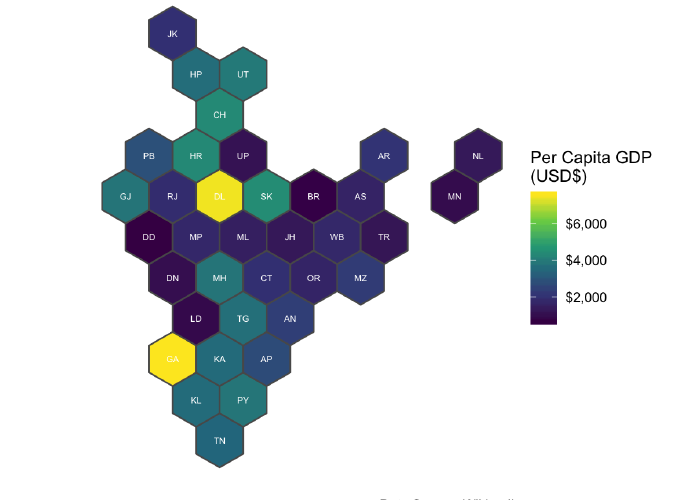 JK
HP UT
CH
PB HR UP AR NL
GJ RJ DL SK BR AS MN
DD MP ML JH WB TR
DN MH CT OR MZ
LD TG AN
GA KA AP
KL PY
TN
Per Capita GDP
(USD$)
$6,000
$4,000
$2,000